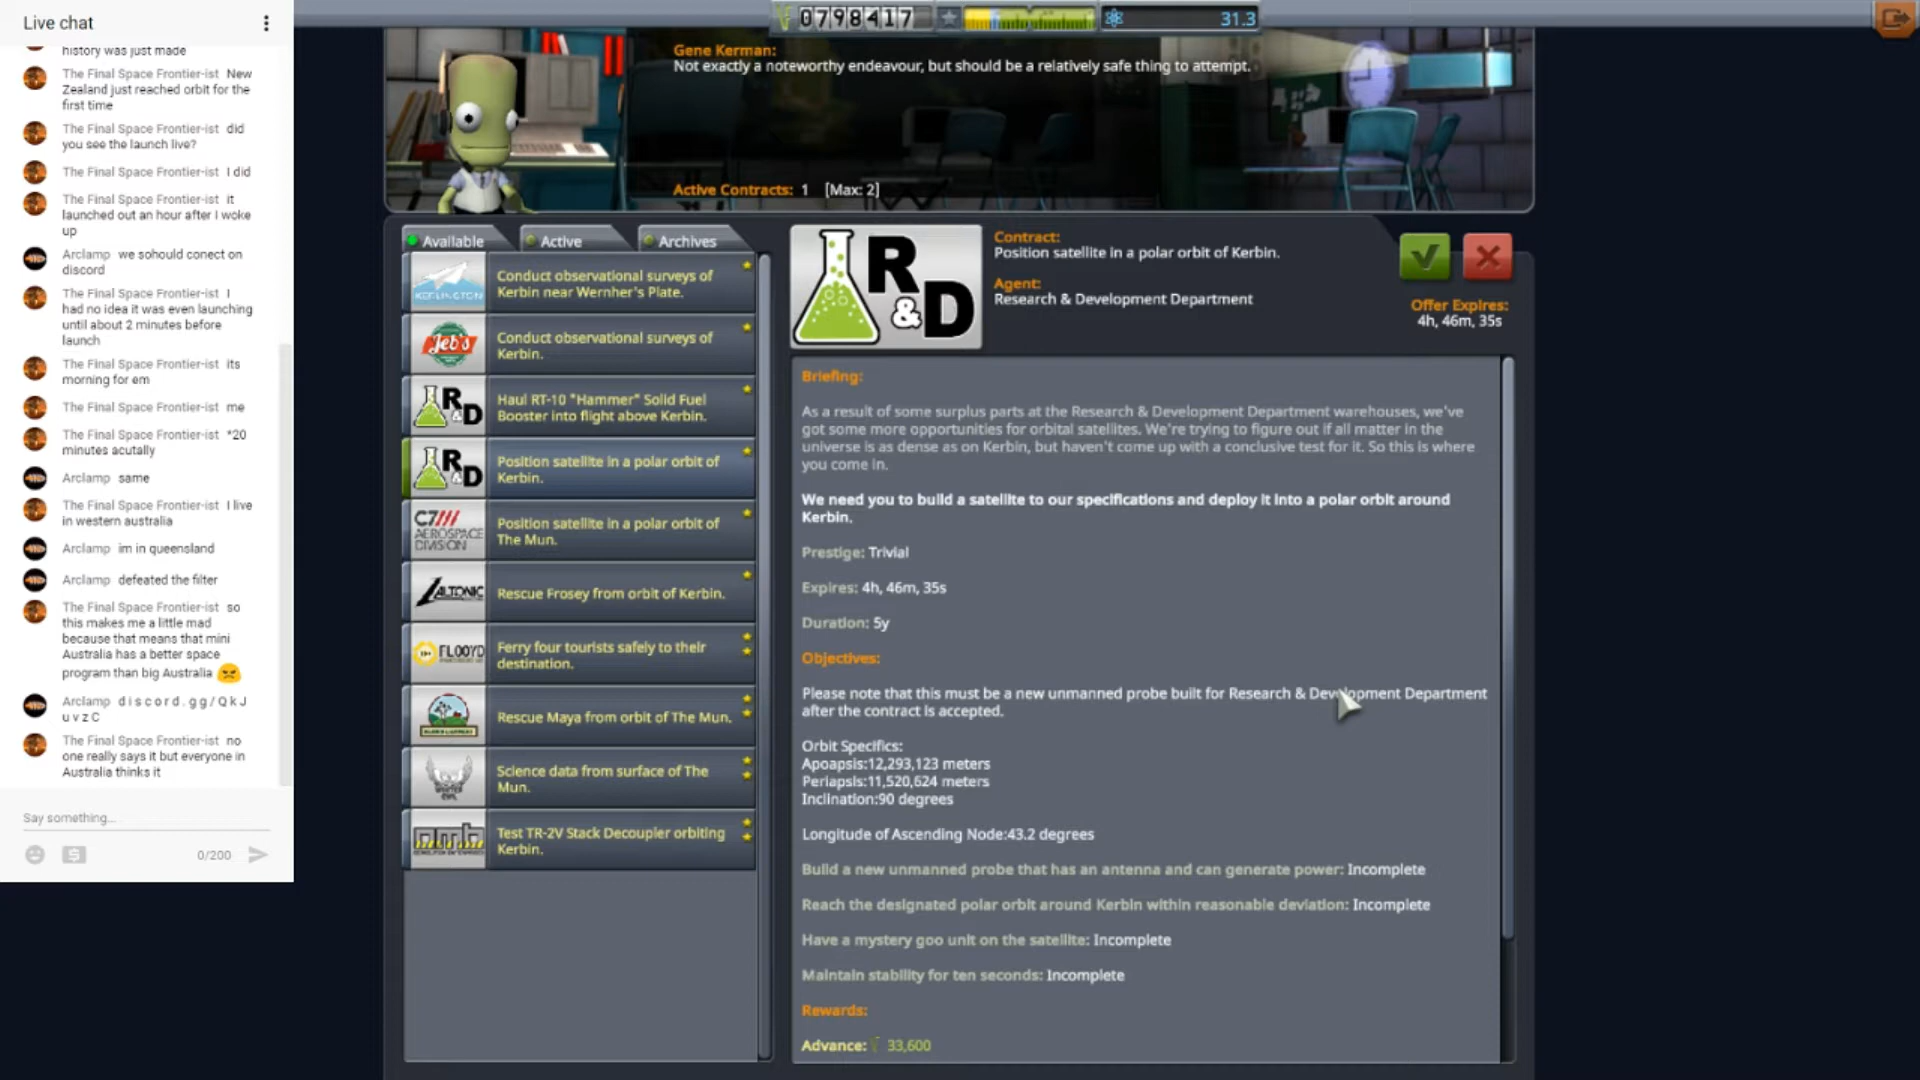 Live chat
history was just made
The Final Space Frontier-ist New
Zealand just reached orbit for the
first time
The Final Space Frontier-ist did
you see the launch live?
The Final Space Frontier-ist I did
The Final Space Frontier-ist it
launched out an hour after I woke
up
Arclamp we sohould conect on
discord
The Final Space Frontier-ist I
had no idea it was even launching
until about 2 minutes before
launch
The Final Space Frontier-ist its
morning for em
The Final Space Frontier-ist me
The Final Space Frontier-ist *20
minutes acutally
Arclamp same
The Final Space Frontier-ist I live
in western australia
Arclamp im in queensland
Arclamp defeated the filter
The Final Space Frontier-ist so
this makes me a little mad
because that means that mini
Australia has a better space
program than big Australia
Arclamp d i s c o r d . g g / Q k J
u v z C
The Final Space Frontier-ist no
one really says it but everyone in
Australia thinks it
Say something...
0/200
0798417
31.3
Gene Kerman:
Not exactly a noteworthy endeavour, but should be a relatively safe thing to attempt.
Active Contracts: 1 [Max: 2]
Available
Active
Archives
KERLINGTON
Conduct observational surveys of
Kerbin near Wernher's Plate.
Jeb's
Conduct observational surveys of
Kerbin.
R&D
Haul RT-10 "Hammer" Solid Fuel
Booster into flight above Kerbin.
R&D
Position satellite in a polar orbit of
Kerbin.
C7
AEROSPACE
DIVISION
Position satellite in a polar orbit of
The Mun.
Rescue Frosey from orbit of Kerbin.
FLOOYD
Ferry four tourists safely to their
destination.
Rescue Maya from orbit of The Mun.
Science data from surface of The
Mun.
Test TR-2V Stack Decoupler orbiting
Kerbin.
R
&
D
Contract:
Position satellite in a polar orbit of Kerbin.
Agent:
Research & Development Department
Offer Expires:
4h, 46m, 35s
Briefing:
As a result of some surplus parts at the Research & Development Department warehouses, we've
got some more opportunities for orbital satellites. We're trying to figure out if all matter in the
universe is as dense as on Kerbin, but haven't come up with a conclusive test for it. So this is where
you come in.
We need you to build a satellite to our specifications and deploy it into a polar orbit around
Kerbin.
Prestige: Trivial
Expires: 4h, 46m, 35s
Duration: 5y
Objectives:
Please note that this must be a new unmanned probe built for Research & Development Department
after the contract is accepted.
Orbit Specifics:
Apoapsis:12,293,123 meters
Periapsis:11,520,624 meters
Inclination:90 degrees
Longitude of Ascending Node:43.2 degrees
Build a new unmanned probe that has an antenna and can generate power: Incomplete
Reach the designated polar orbit around Kerbin within reasonable deviation: Incomplete
Have a mystery goo unit on the satellite: Incomplete
Maintain stability for ten seconds: Incomplete
Rewards:
Advance: 33,600